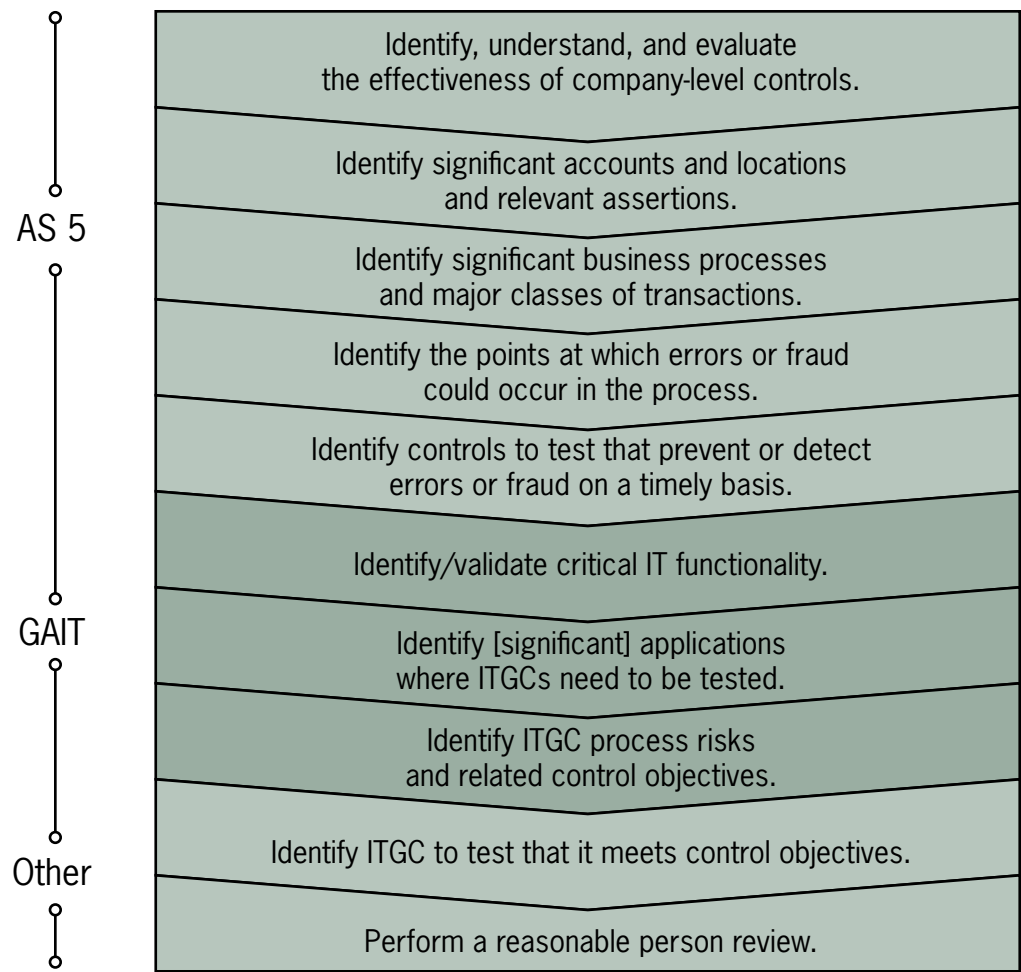 Identify, understand, and evaluate
the effectiveness of company-level controls.
Identify significant accounts and locations
and relevant assertions.
AS 5
Identify significant business processes
and major classes of transactions.
Identify the points at which errors or fraud
could occur in the process.
Identify controls to test that prevent or detect
errors or fraud on a timely basis.
Identify/validate critical IT functionality.
GAIT
Identify [significant] applications
where ITGCs need to be tested.
Identify ITGC process risks
and related control objectives.
Other
Identify ITGC to test that it meets control objectives.
Perform a reasonable person review.